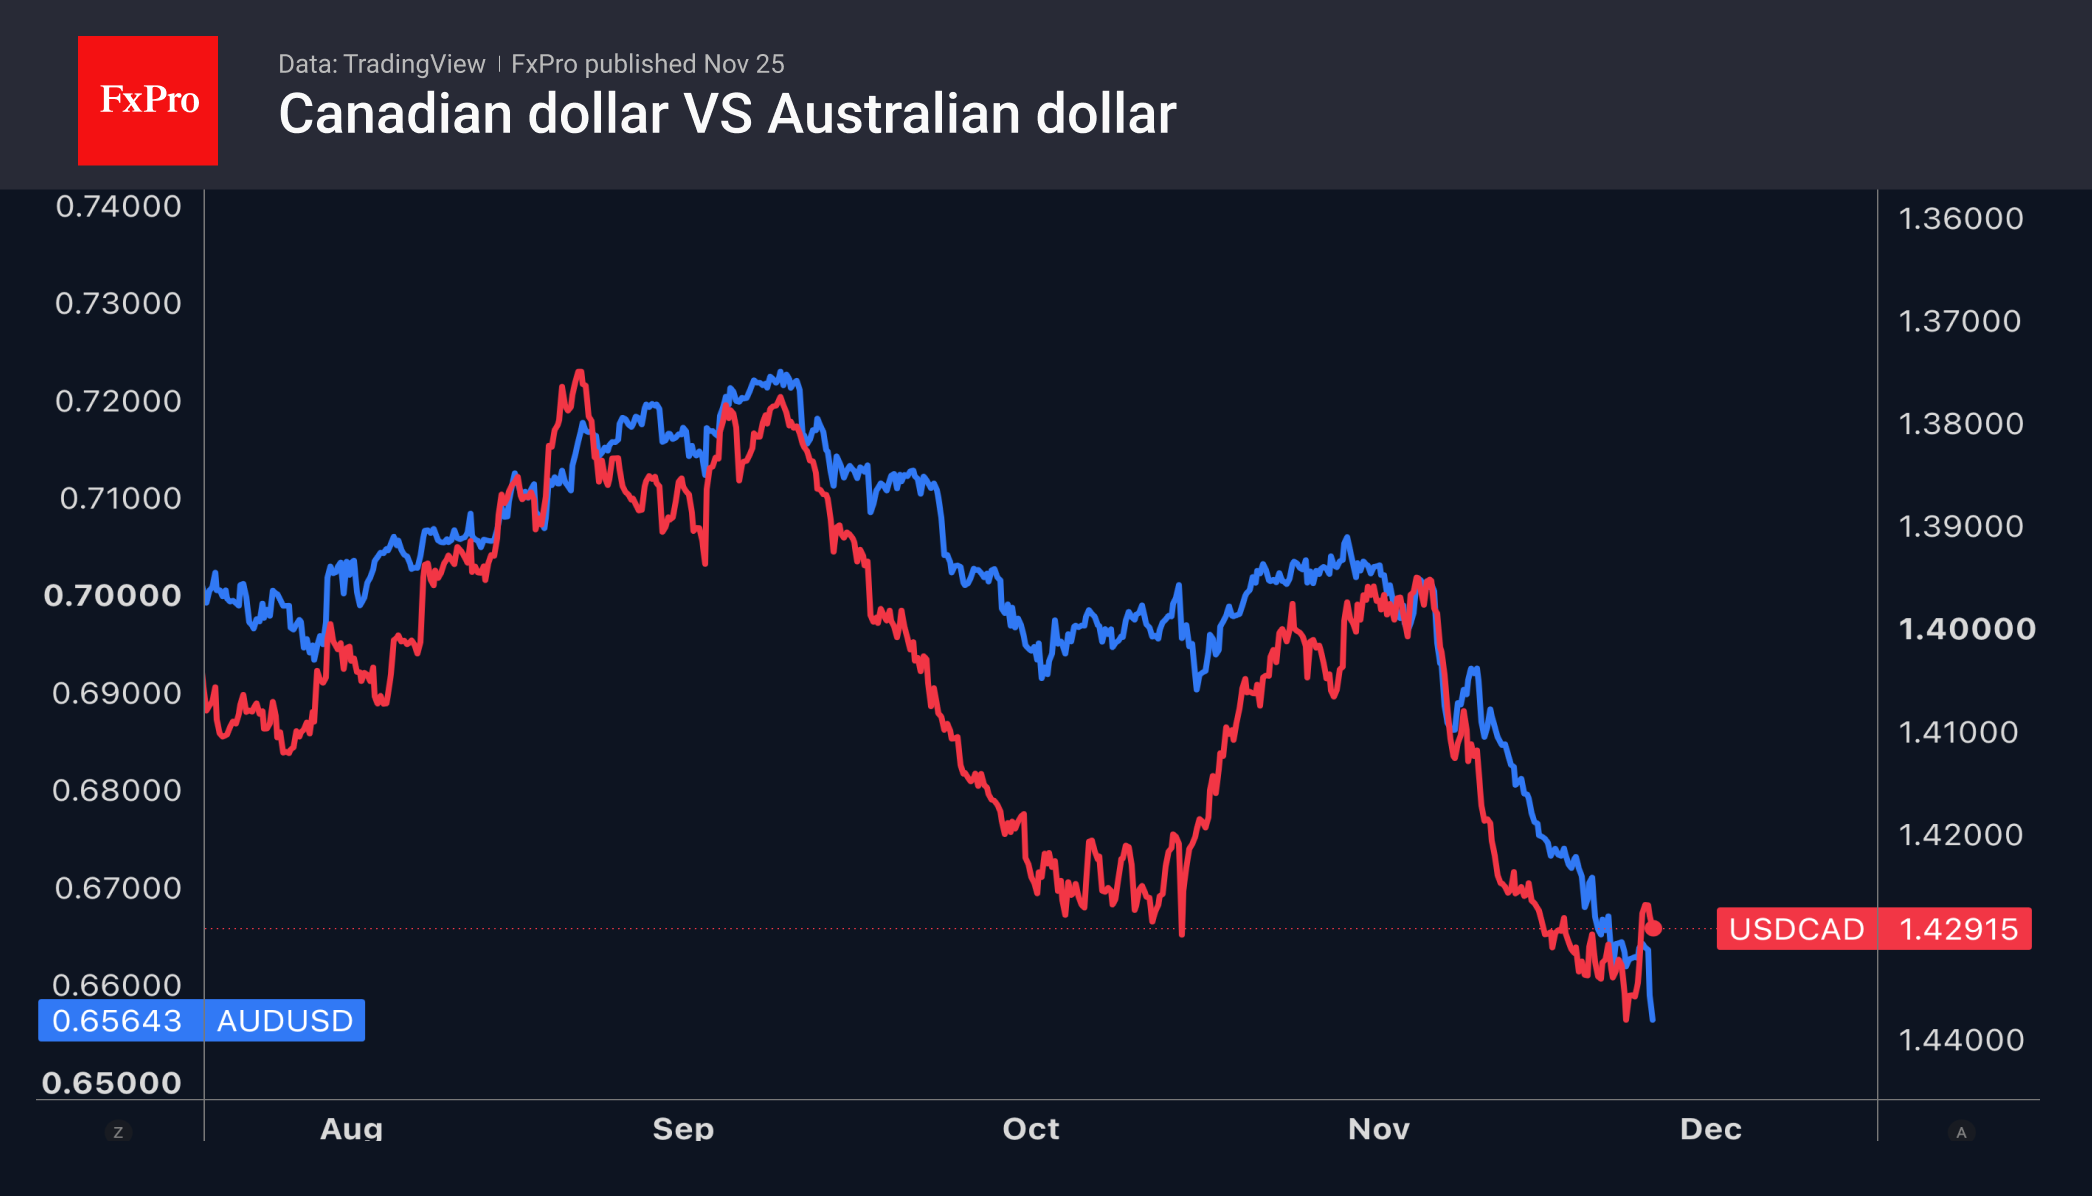 FxPro
Data: TradingView | FxPro published Nov 25
Canadian dollar VS Australian dollar
0.74000
0.73000
0.72000
0.71000
0.70000
0.69000
0.68000
0.67000
0.66000
0.65643 AUDUSD
0.65000
1.36000
1.37000
1.38000
1.39000
1.40000
1.41000
1.42000
USDCAD 1.42915
1.44000
Aug Sep Oct Nov Dec
Z A